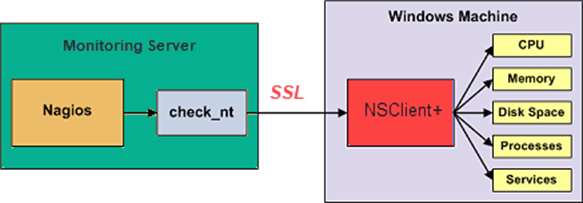 Monitoring Server
Nagios
check_nt
SSL
Windows Machine
NSClient+
CPU
Memory
Disk Space
Processes
Services